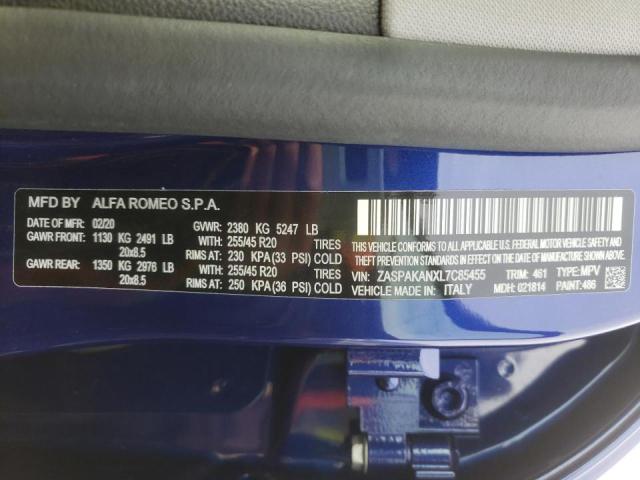 MFD BY ALFA ROMEO S.P.A.
DATE OF MFR: 02/20 GVWR: 2380 KG 5247 LB
GAWR FRONT: 1130 KG 2491 LB WITH: 255/45 R20 TIRES
20x8.5 RIMS AT: 230 KPA(33 PSI) COLD
GAWR REAR: 1350 KG 2976 LB WITH: 255/45 R20 TIRES
20x8.5 RIMS AT: 250 KPA(36 PSI) COLD
THIS VEHICLE CONFORMS TO ALL APPLICABLE
FEDERAL MOTOR VEHICLE SAFETY, BUMPER, AND
THEFT PREVENTION STANDARDS IN EFFECT ON
THE DATE OF MANUFACTURE SHOWN ABOVE.
VIN: ZASPAKANXL7C85455 TRIM: 461 TYPE: MPV
VEHICLE MADE IN: ITALY MDH: 021814 PAINT: 486